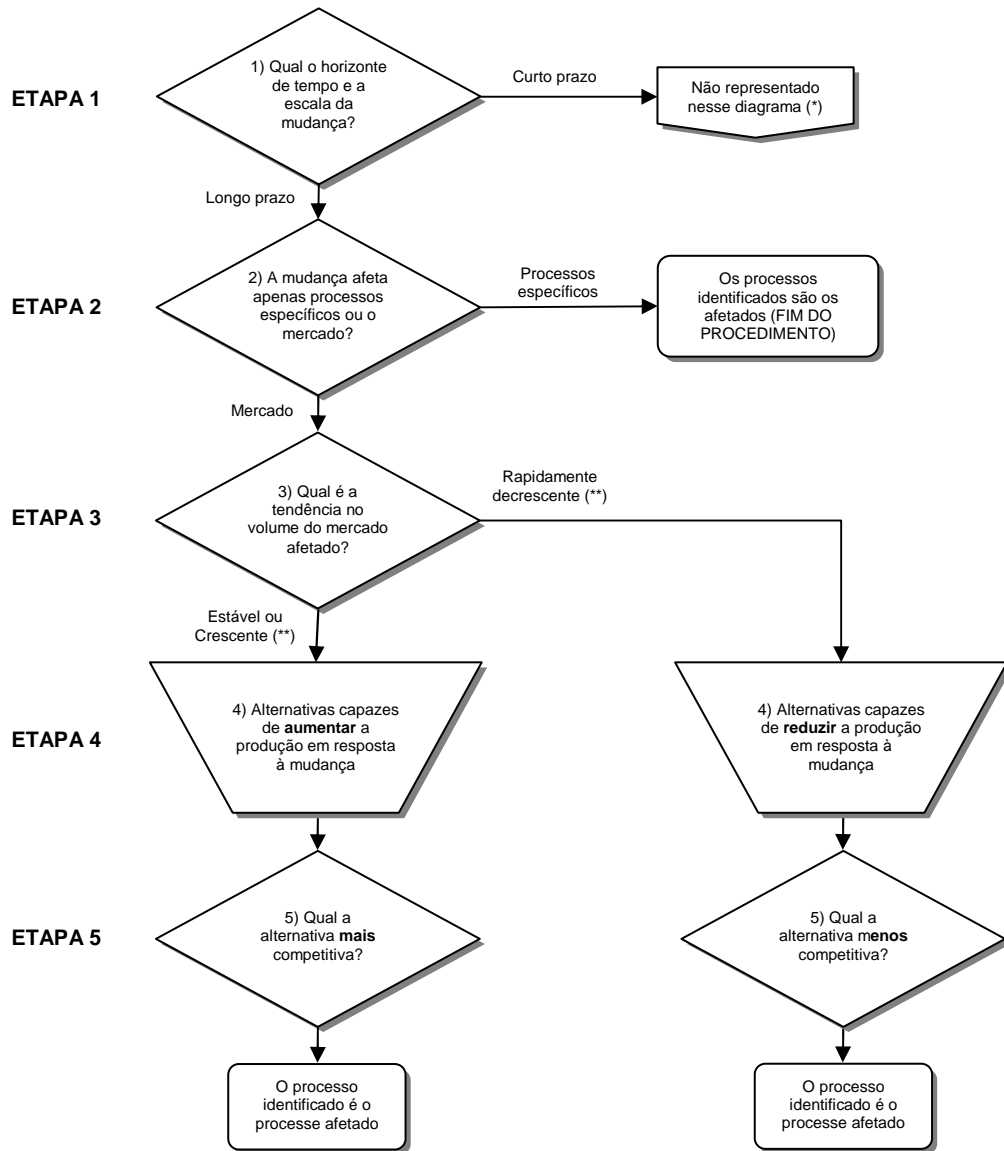 ETAPA 1
1) Qual o horizonte
de tempo e a
escala da
mudança?
Curto prazo
Não representado
nesse diagrama (*)
Longo prazo
ETAPA 2
2) A mudança afeta
apenas processos
específicos ou o
mercado?
Processos
específicos
Os processos
identificados são os
afetados (FIM DO
PROCEDIMENTO)
Mercado
ETAPA 3
3) Qual é a
tendência no
volume do mercado
afetado?
Rapidamente
decrescente (**)
Estável ou
Crescente (**)
ETAPA 4
4) Alternativas capazes
de aumentar a
produção em resposta
à mudança
4) Alternativas capazes
de reduzir a produção
em resposta à
mudança
ETAPA 5
5) Qual a
alternativa mais
competitiva?
5) Qual a
alternativa menos
competitiva?
O processo
identificado é o
processe afetado
O processo
identificado é o
processe afetado